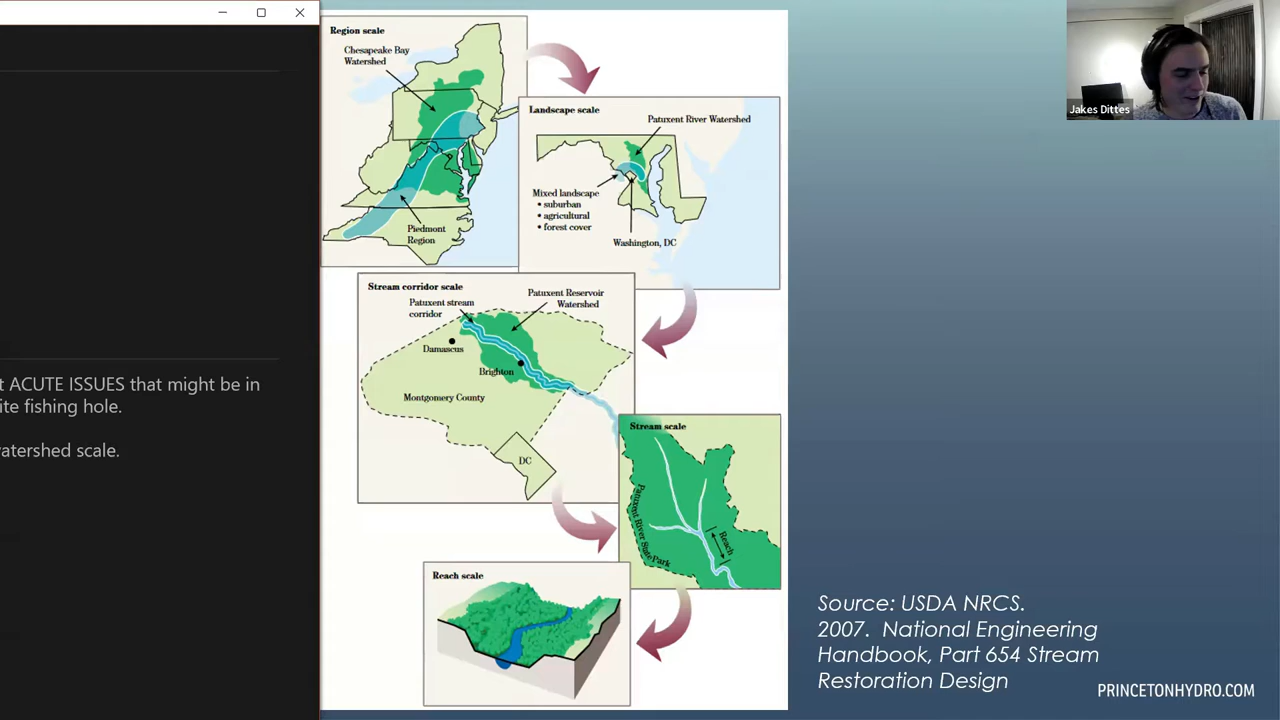 t ACUTE ISSUES that might be in
ite fishing hole.
atershed scale.
Region scale
Chesapeake Bay
Watershed
Piedmont
Region
Landscape scale
Patuxent River Watershed
Mixed landscape
• suburban
• agricultural
• forest cover
Washington, DC
Stream corridor scale
Patuxent stream
corridor
Patuxent Reservoir
Watershed
Damascus
Brighton
Montgomery County
DC
Stream scale
Patuxent River State Park
Reach
Reach scale
Jakes Dittes
Source: USDA NRCS.
2007. National Engineering
Handbook, Part 654 Stream
Restoration Design
PRINCETONHYDRO.COM